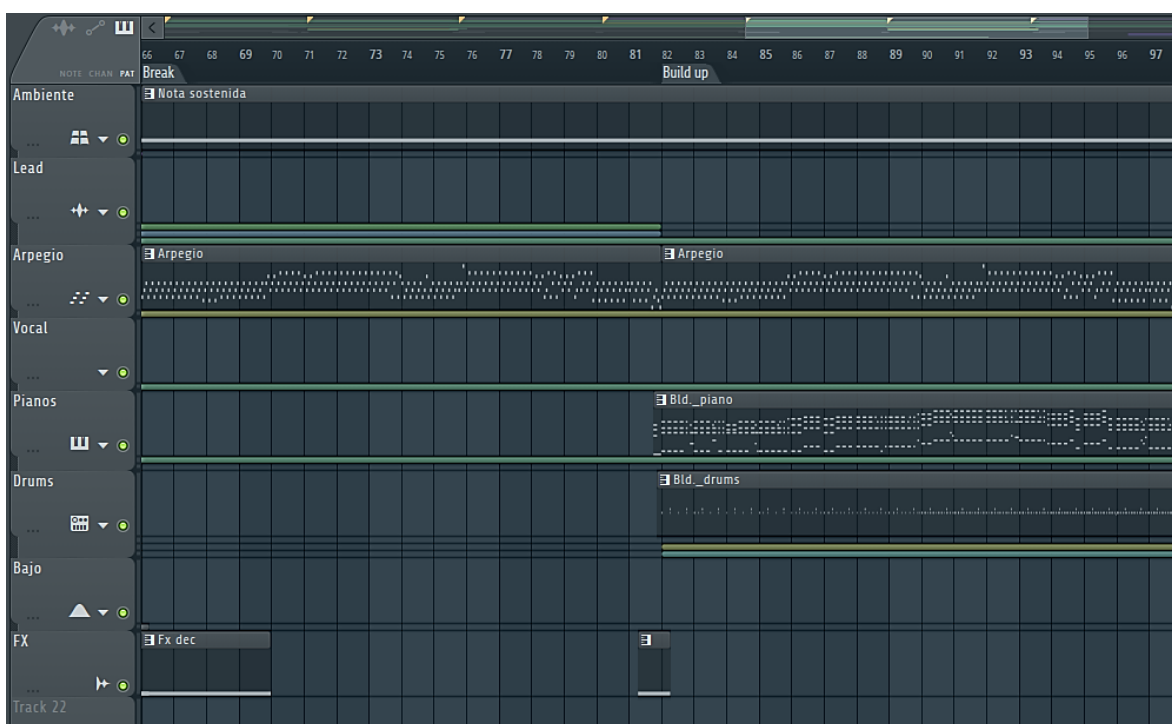 NOTE CHAN PAT
66 67 68 69 70 71 72 73 74 75 76 77 78 79 80 81 82 83 84 85 86 87 88 89 90 91 92 93 94 95 96 97
Break Build up
Ambiente
Nota sostenida
Lead
Arpegio
Arpegio Arpegio
Vocal
Pianos
Bld._piano
Drums
Bld._drums
Bajo
FX
Fx dec
Track 22